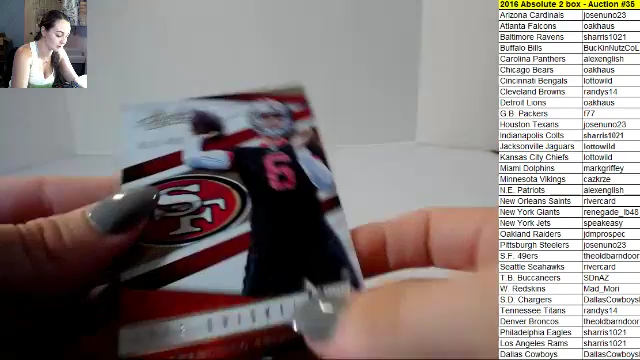 2016 Absolute 2 box - Auction #35
Arizona Cardinals josenuno23
Atlanta Falcons oakhaus
Baltimore Ravens sharris1021
Buffalo Bills BucKinNutzCoL
Carolina Panthers alexenglish
Chicago Bears oakhaus
Cincinnati Bengals lottowild
Cleveland Browns randys14
Detroit Lions oakhaus
G.B. Packers f77
Houston Texans josenuno23
Indianapolis Colts sharris1021
Jacksonville Jaguars lottowild
Kansas City Chiefs lottowild
Miami Dolphins markgriffey
Minnesota Vikings cazkrze
N.E. Patriots alexenglish
New Orleans Saints rivercard
New York Giants renegade_lb48
New York Jets speakeasy
Oakland Raiders jdmprospec
Pittsburgh Steelers josenuno23
S.F. 49ers theoldbarndoor
Seattle Seahawks rivercard
T.B. Buccaneers SDnAZ
W. Redskins Mad_Mori
S.D. Chargers DallasCowboys
Tennessee Titans randys14
Denver Broncos theoldbarndoor
Philadelphia Eagles sharris1021
Los Angeles Rams sharris1021
Dallas Cowboys DallasCowboys
SF
6